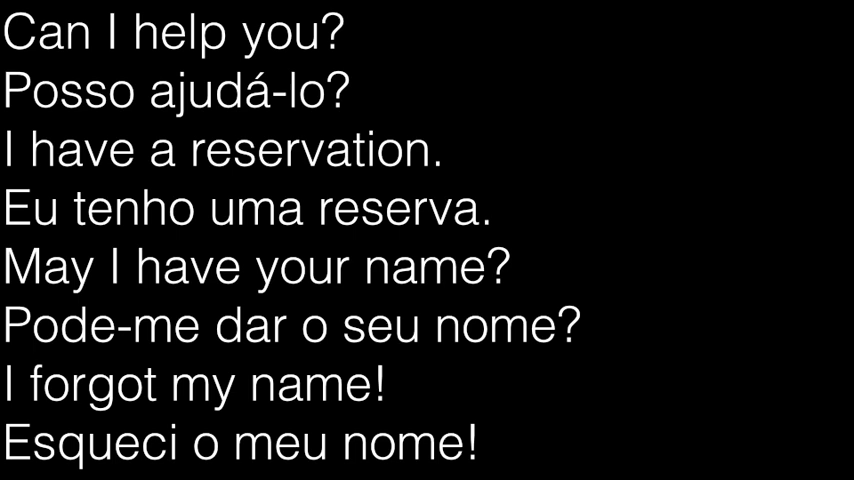 Can I help you?
Posso ajudá-lo?
I have a reservation.
Eu tenho uma reserva.
May I have your name?
Pode-me dar o seu nome?
I forgot my name!
Esqueci o meu nome!